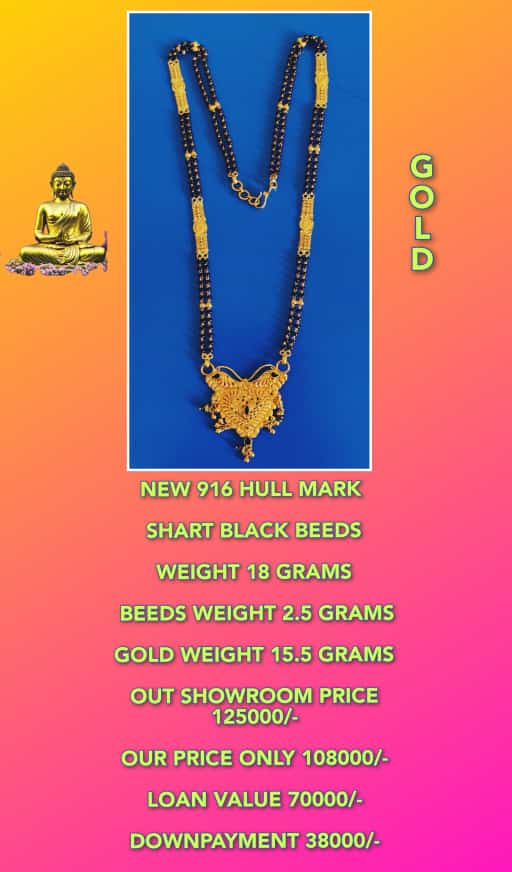 GOLD
NEW 916 HULL MARK
SHART BLACK BEEDS
WEIGHT 18 GRAMS
BEEDS WEIGHT 2.5 GRAMS
GOLD WEIGHT 15.5 GRAMS
OUT SHOWROOM PRICE
125000/-
OUR PRICE ONLY 108000/-
LOAN VALUE 70000/-
DOWNPAYMENT 38000/-